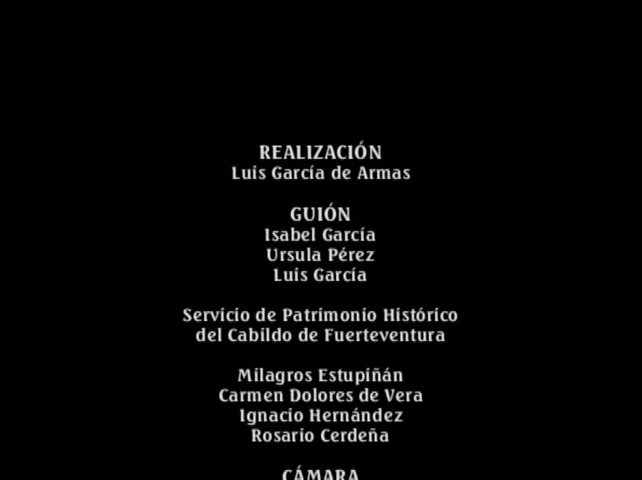 REALIZACIÓN
Luis García de Armas
GUIÓN
Isabel García
Ursula Pérez
Luis García
Servicio de Patrimonio Histórico
del Cabildo de Fuerteventura
Milagros Estupiñán
Carmen Dolores de Vera
Ignacio Hernández
Rosario Cerdeña
CÁMARA